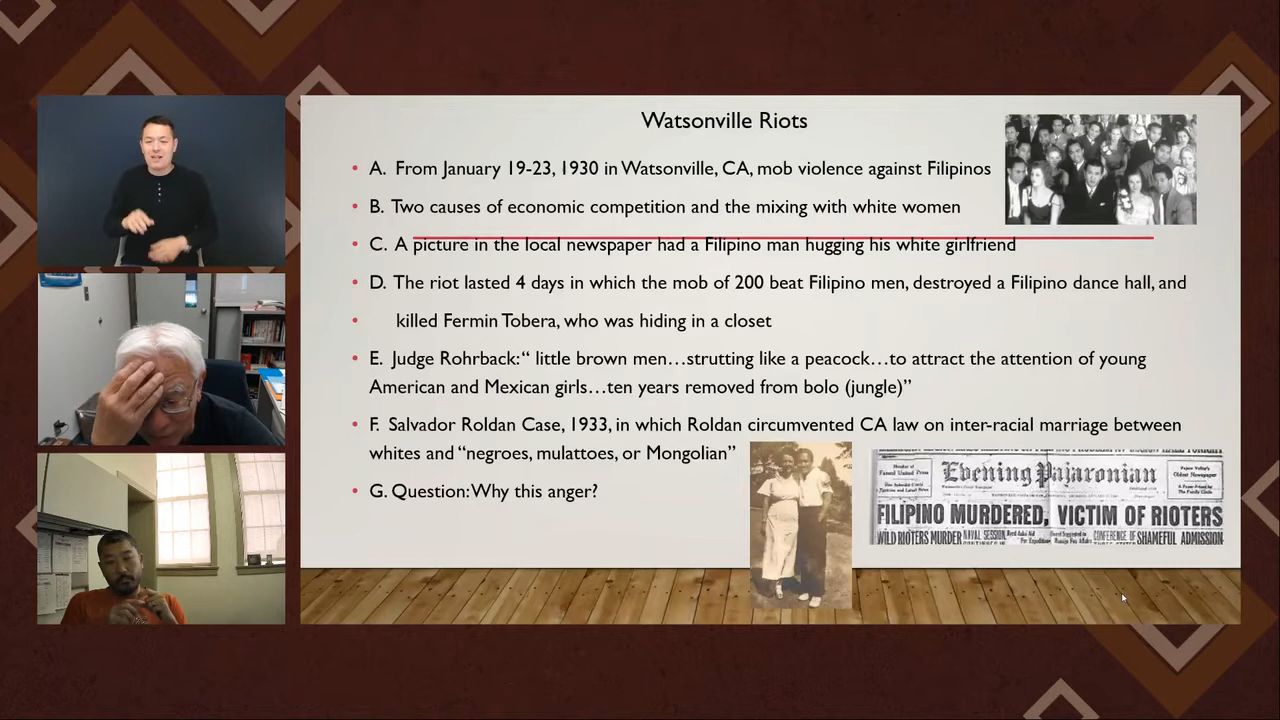 Watsonville Riots
A. From January 19-23, 1930 in Watsonville, CA, mob violence against Filipinos
B. Two causes of economic competition and the mixing with white women
C. A picture in the local newspaper had a Filipino man hugging his white girlfriend
D. The riot lasted 4 days in which the mob of 200 beat Filipino men, destroyed a Filipino dance hall, and
killed Fermin Tobera, who was hiding in a closet
E. Judge Rohrback: “ little brown men…strutting like a peacock…to attract the attention of young
American and Mexican girls…ten years removed from bolo (jungle)”
F. Salvador Roldan Case, 1933, in which Roldan circumvented CA law on inter-racial marriage between
whites and “negroes, mulattoes, or Mongolian”
G. Question: Why this anger?
Evening Pajaronian
FILIPINO MURDERED, VICTIM OF RIOTERS
WILD RIOTERS MURDER NAVAL SESSION CONFERENCE OF SHAMEFUL ADMISSION